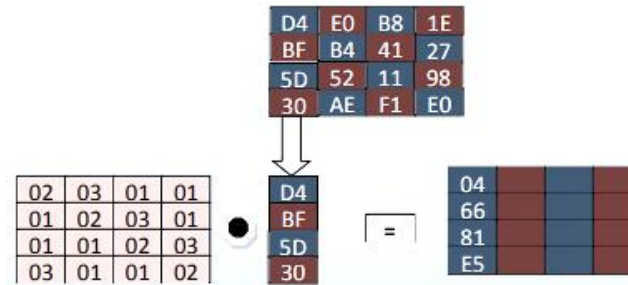 D4 E0 B8 1E
BF B4 41 27
5D 52 11 98
30 AE F1 E0
02 03 01 01
01 02 03 01
01 01 02 03
03 01 01 02
D4
BF
5D
30
=
04
66
81
E5